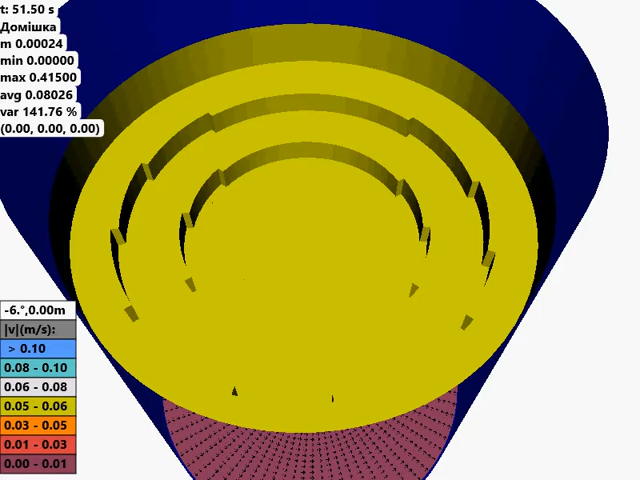 t: 51.50 s
Домішка
m 0.00024
min 0.00000
max 0.41500
avg 0.08026
var 141.76 %
(0.00, 0.00, 0.00)
-6.°,0.00m
|v|(m/s):
> 0.10
0.08 - 0.10
0.06 - 0.08
0.05 - 0.06
0.03 - 0.05
0.01 - 0.03
0.00 - 0.01